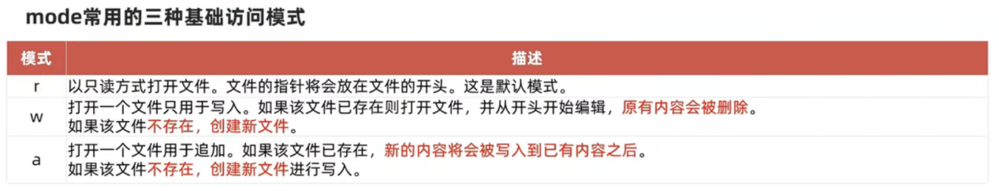 mode常用的三种基础访问模式
模式 描述
r 以只读方式打开文件。文件的指针将会放在文件的开头。这是默认模式。
w 打开一个文件只用于写入。如果该文件已存在则打开文件，并从开头开始编辑，原有内容会被删除。
如果该文件不存在，创建新文件。
a 打开一个文件用于追加。如果该文件已存在，新的内容将会被写入到已有内容之后。
如果该文件不存在，创建新文件进行写入。